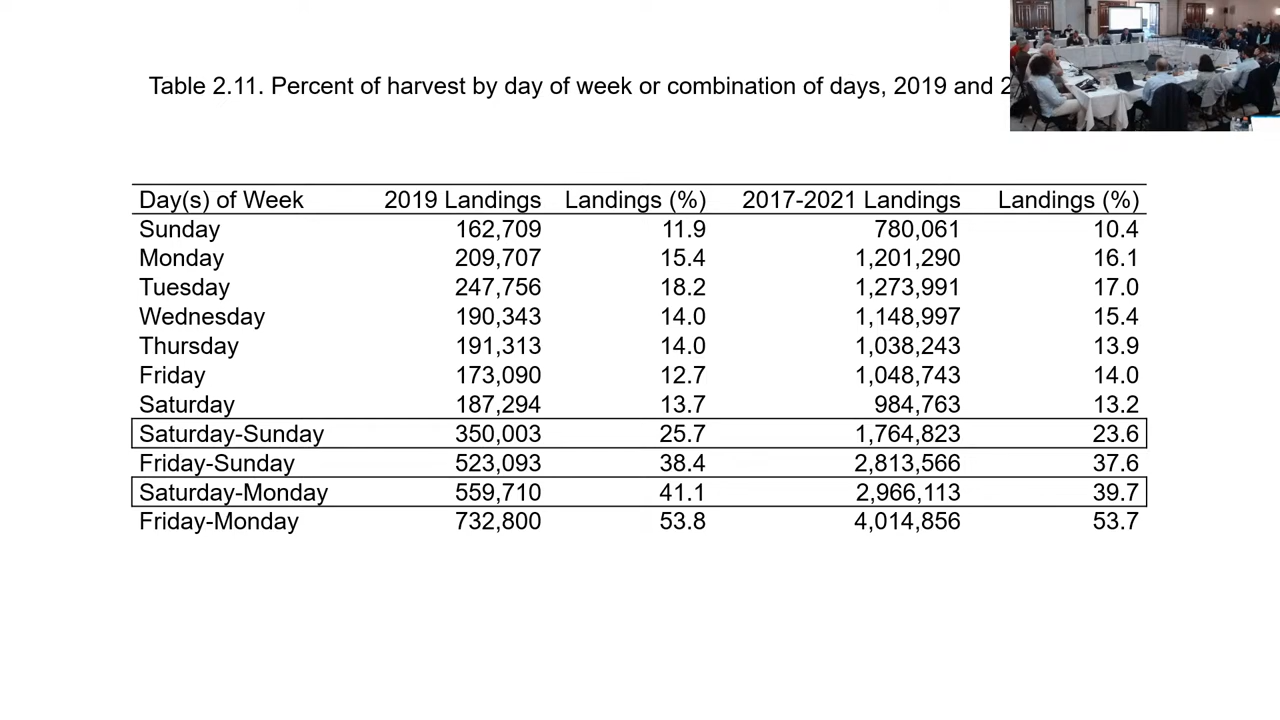 Table 2.11. Percent of harvest by day of week or combination of days, 2019 and
Day(s) of Week 2019 Landings Landings (%) 2017-2021 Landings Landings (%)
Sunday 162,709 11.9 780,061 10.4
Monday 209,707 15.4 1,201,290 16.1
Tuesday 247,756 18.2 1,273,991 17.0
Wednesday 190,343 14.0 1,148,997 15.4
Thursday 191,313 14.0 1,038,243 13.9
Friday 173,090 12.7 1,048,743 14.0
Saturday 187,294 13.7 984,763 13.2
Saturday-Sunday 350,003 25.7 1,764,823 23.6
Friday-Sunday 523,093 38.4 2,813,566 37.6
Saturday-Monday 559,710 41.1 2,966,113 39.7
Friday-Monday 732,800 53.8 4,014,856 53.7